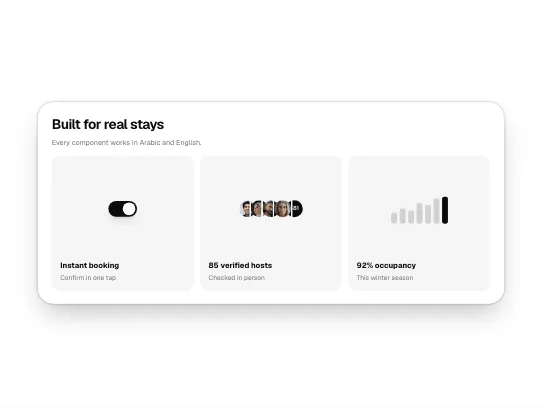 Built for real stays
Every component works in Arabic and English.
81
Instant booking
Confirm in one tap
85 verified hosts
Checked in person
92% occupancy
This winter season